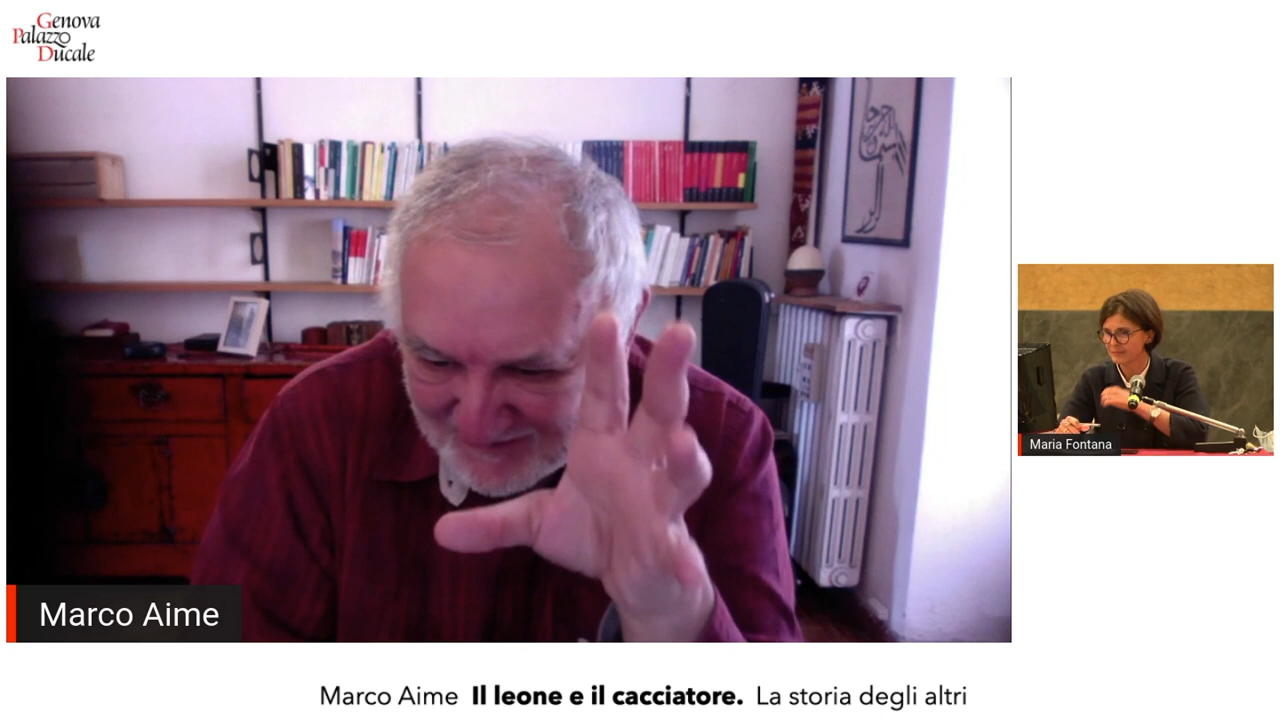 Genova
Palazzo
Ducale
Marco Aime
Maria Fontana
Marco Aime Il leone e il cacciatore. La storia degli altri